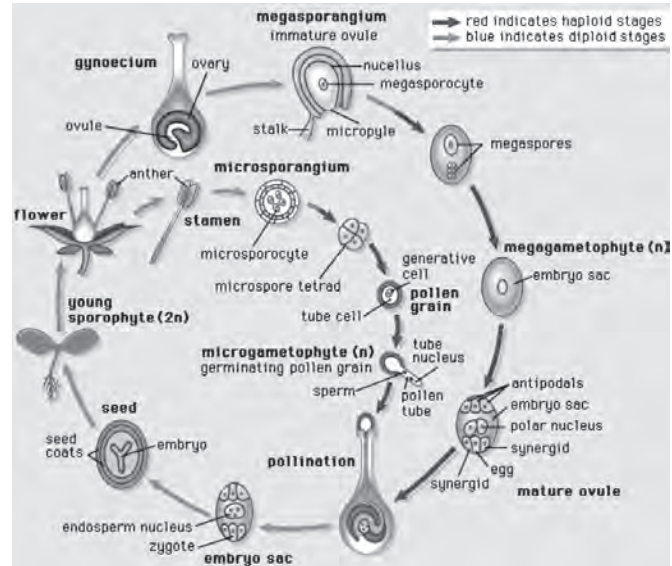 megasporangium
immature ovule
red indicates haploid stages
blue indicates diploid stages
gynoecium
ovary
nucellus
megasporocyte
ovule
stalk
micropyle
megaspores
anther
microsporangium
flower
stamen
microsporocyte
megagametophyte (n)
microspore tetrad
generative
cell
embryo sac
pollen
grain
tube cell
young
sporophyte (2n)
microgametophyte (n)
germinating pollen grain
tube
nucleus
sperm
pollen
tube
antipodals
embryo sac
polar nucleus
synergid
egg
synergid
mature ovule
seed
seed
coats
embryo
pollination
endosperm nucleus
zygote
embryo sac